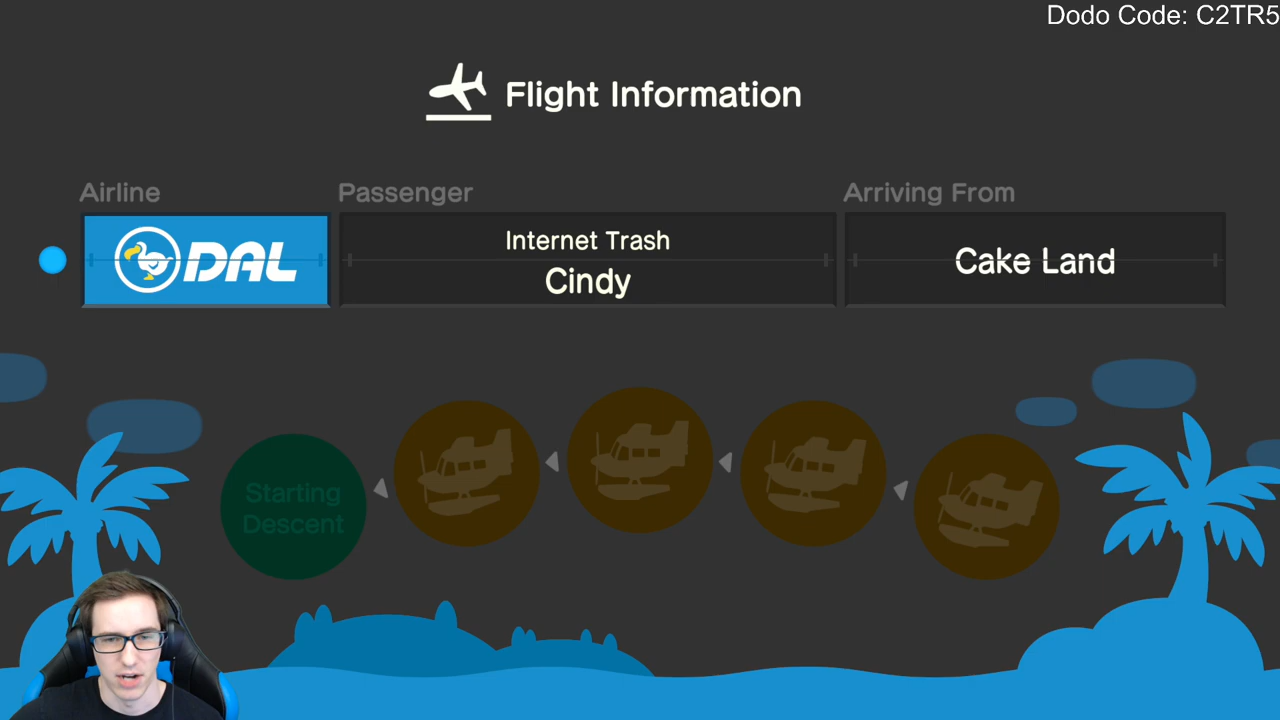 Dodo Code: C2TR5
Flight Information
Airline
Passenger
Arriving From
DAL
Internet Trash
Cindy
Cake Land
Starting
Descent